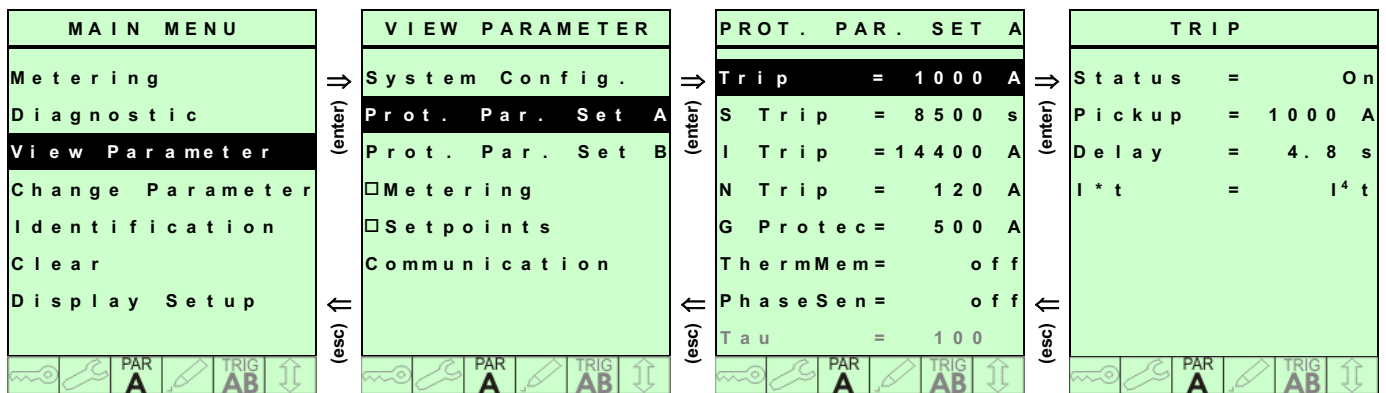 MAIN MENU
Metering
Diagnostic
View Parameter
Change Parameter
Identification
Clear
Display Setup
PAR A
TRIG AB
⇒
(enter)
⇐
(esc)
VIEW PARAMETER
System Config.
Prot. Par. Set A
Prot. Par. Set B
□Metering
□Setpoints
Communication
PAR A
TRIG AB
⇒
(enter)
⇐
(esc)
PROT. PAR. SET A
Trip = 1000 A
S Trip = 8500 s
I Trip =14400 A
N Trip = 120 A
G Protec= 500 A
ThermMem= off
PhaseSen= off
Tau = 100
PAR A
TRIG AB
⇒
(enter)
⇐
(esc)
TRIP
Status = On
Pickup = 1000 A
Delay = 4.8 s
I*t = I⁴t
PAR A
TRIG AB